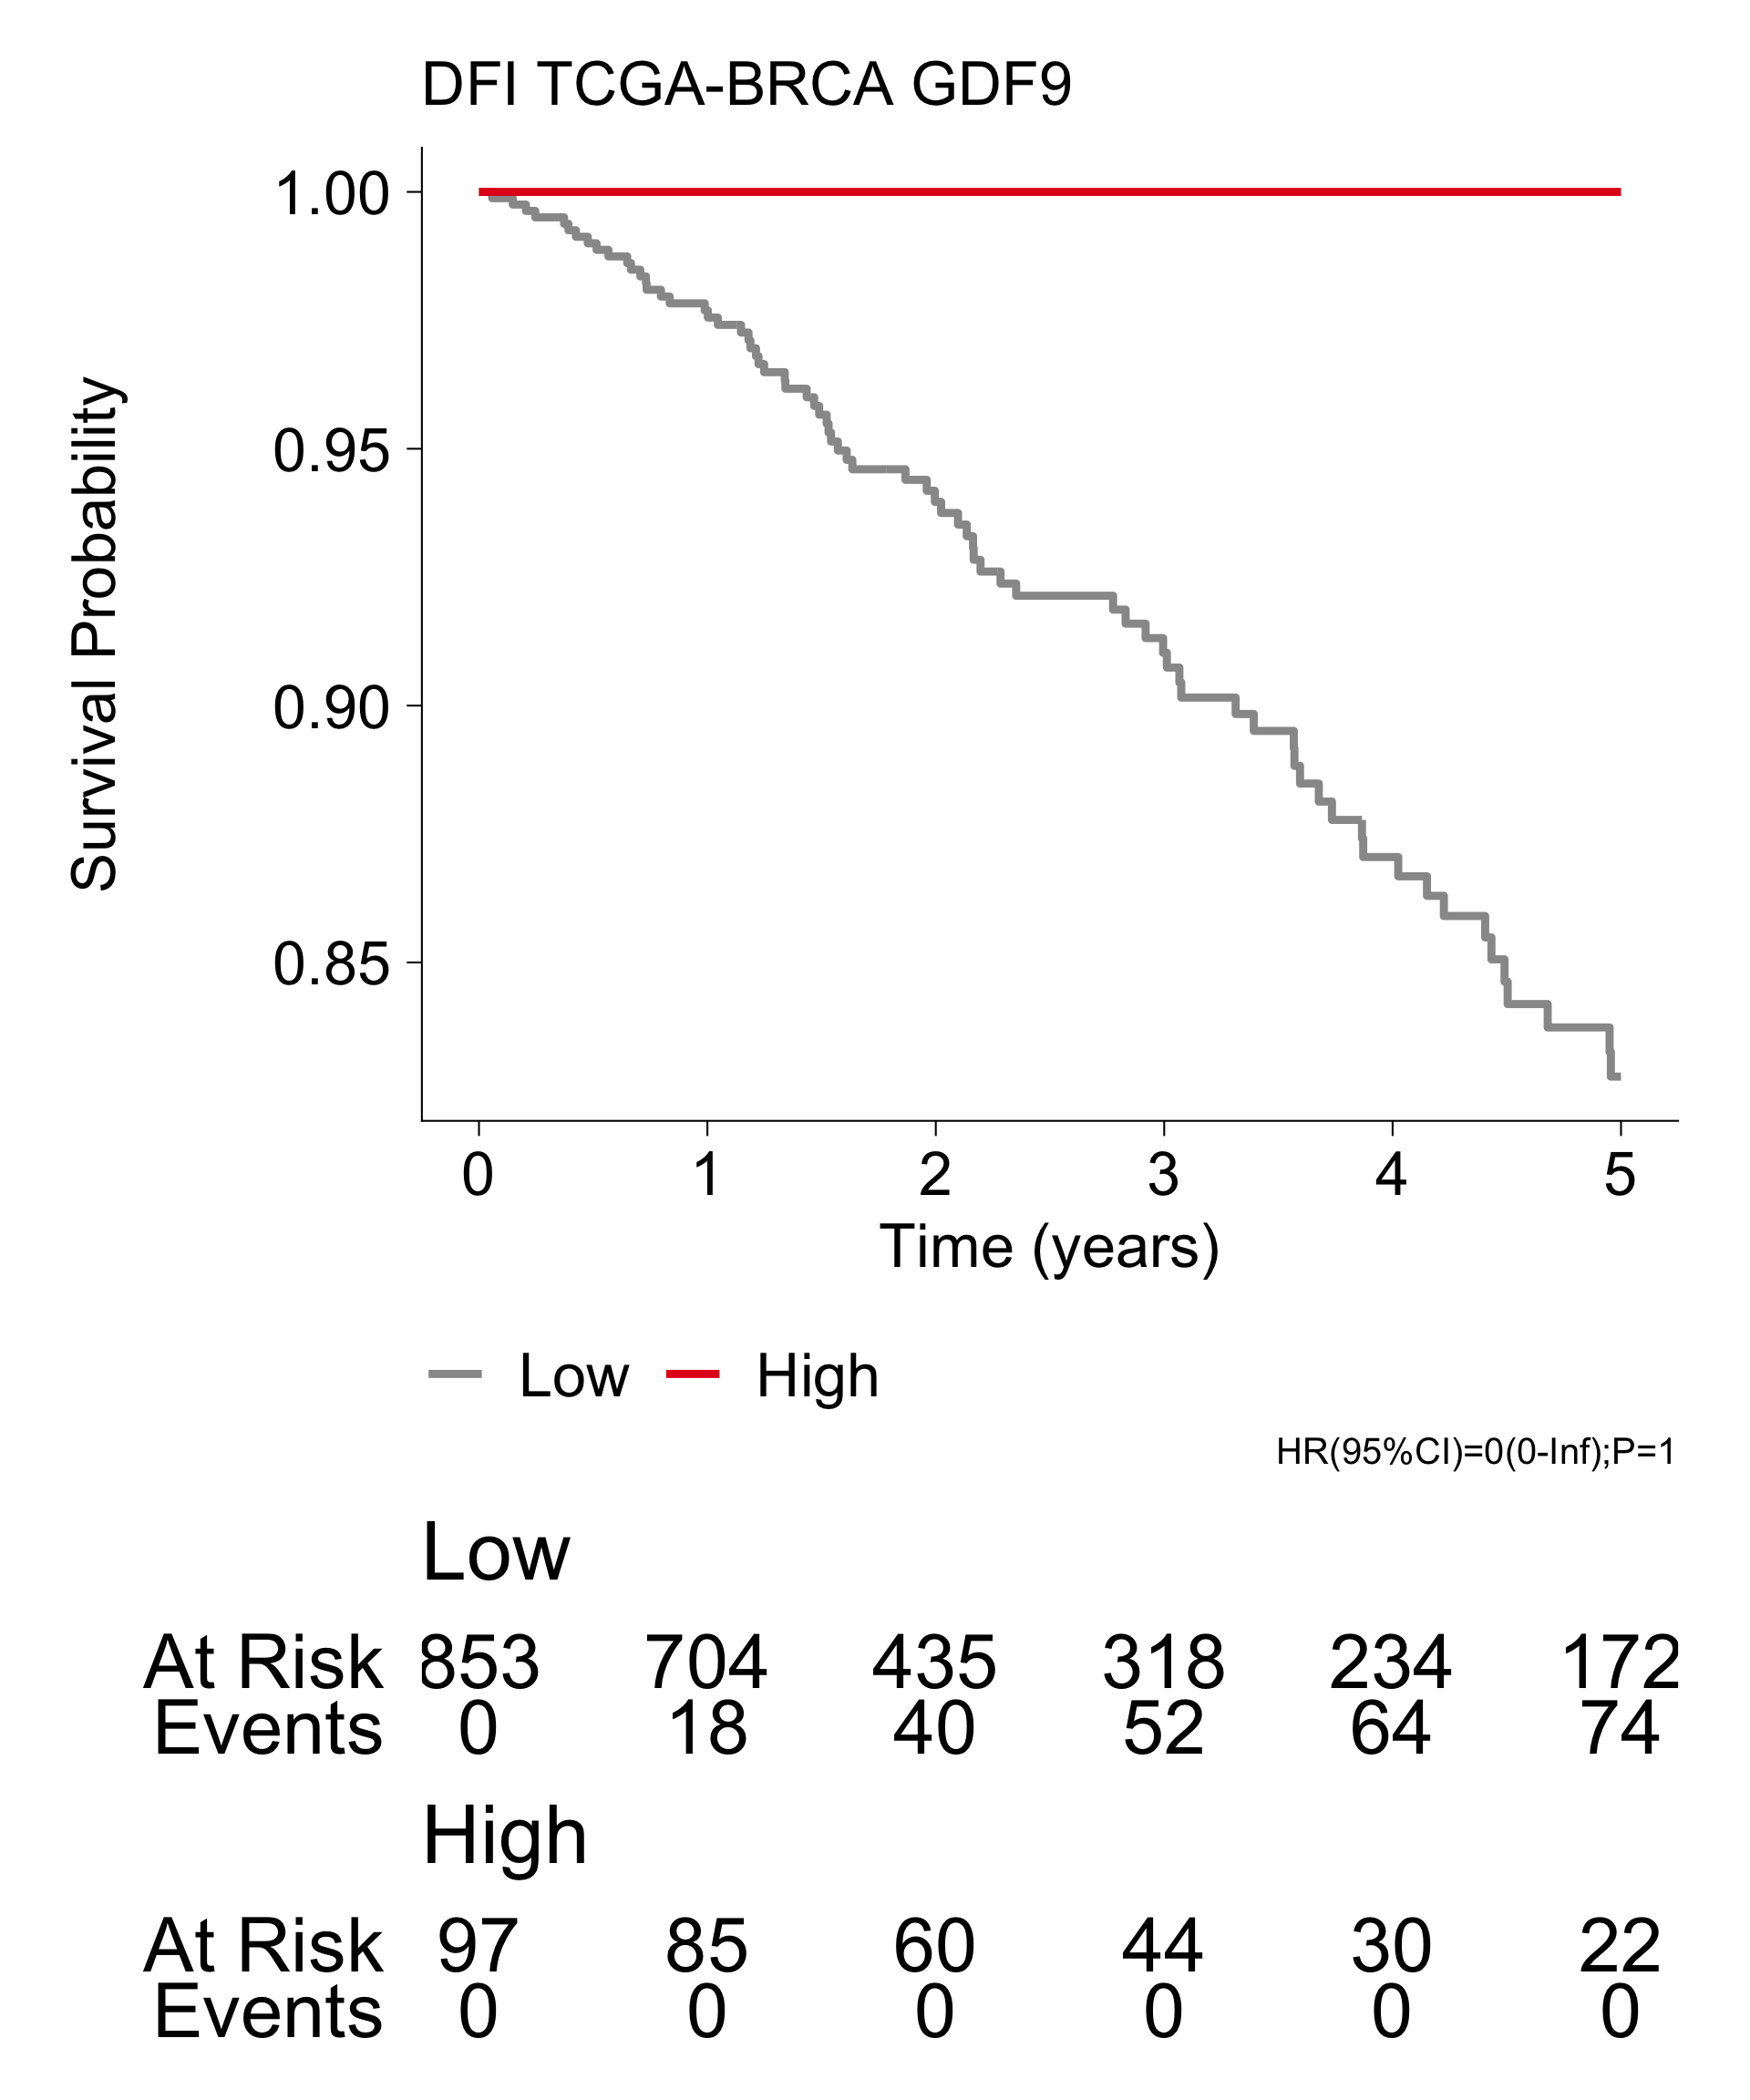 DFI TCGA-BRCA GDF9
1.00
0.95
0.90
0.85
Survival Probability
0 1 2 3 4 5
Time (years)
Low High
HR(95%CI)=0(0-Inf);P=1
Low
At Risk 853 704 435 318 234 172
Events 0 18 40 52 64 74
High
At Risk 97 85 60 44 30 22
Events 0 0 0 0 0 0